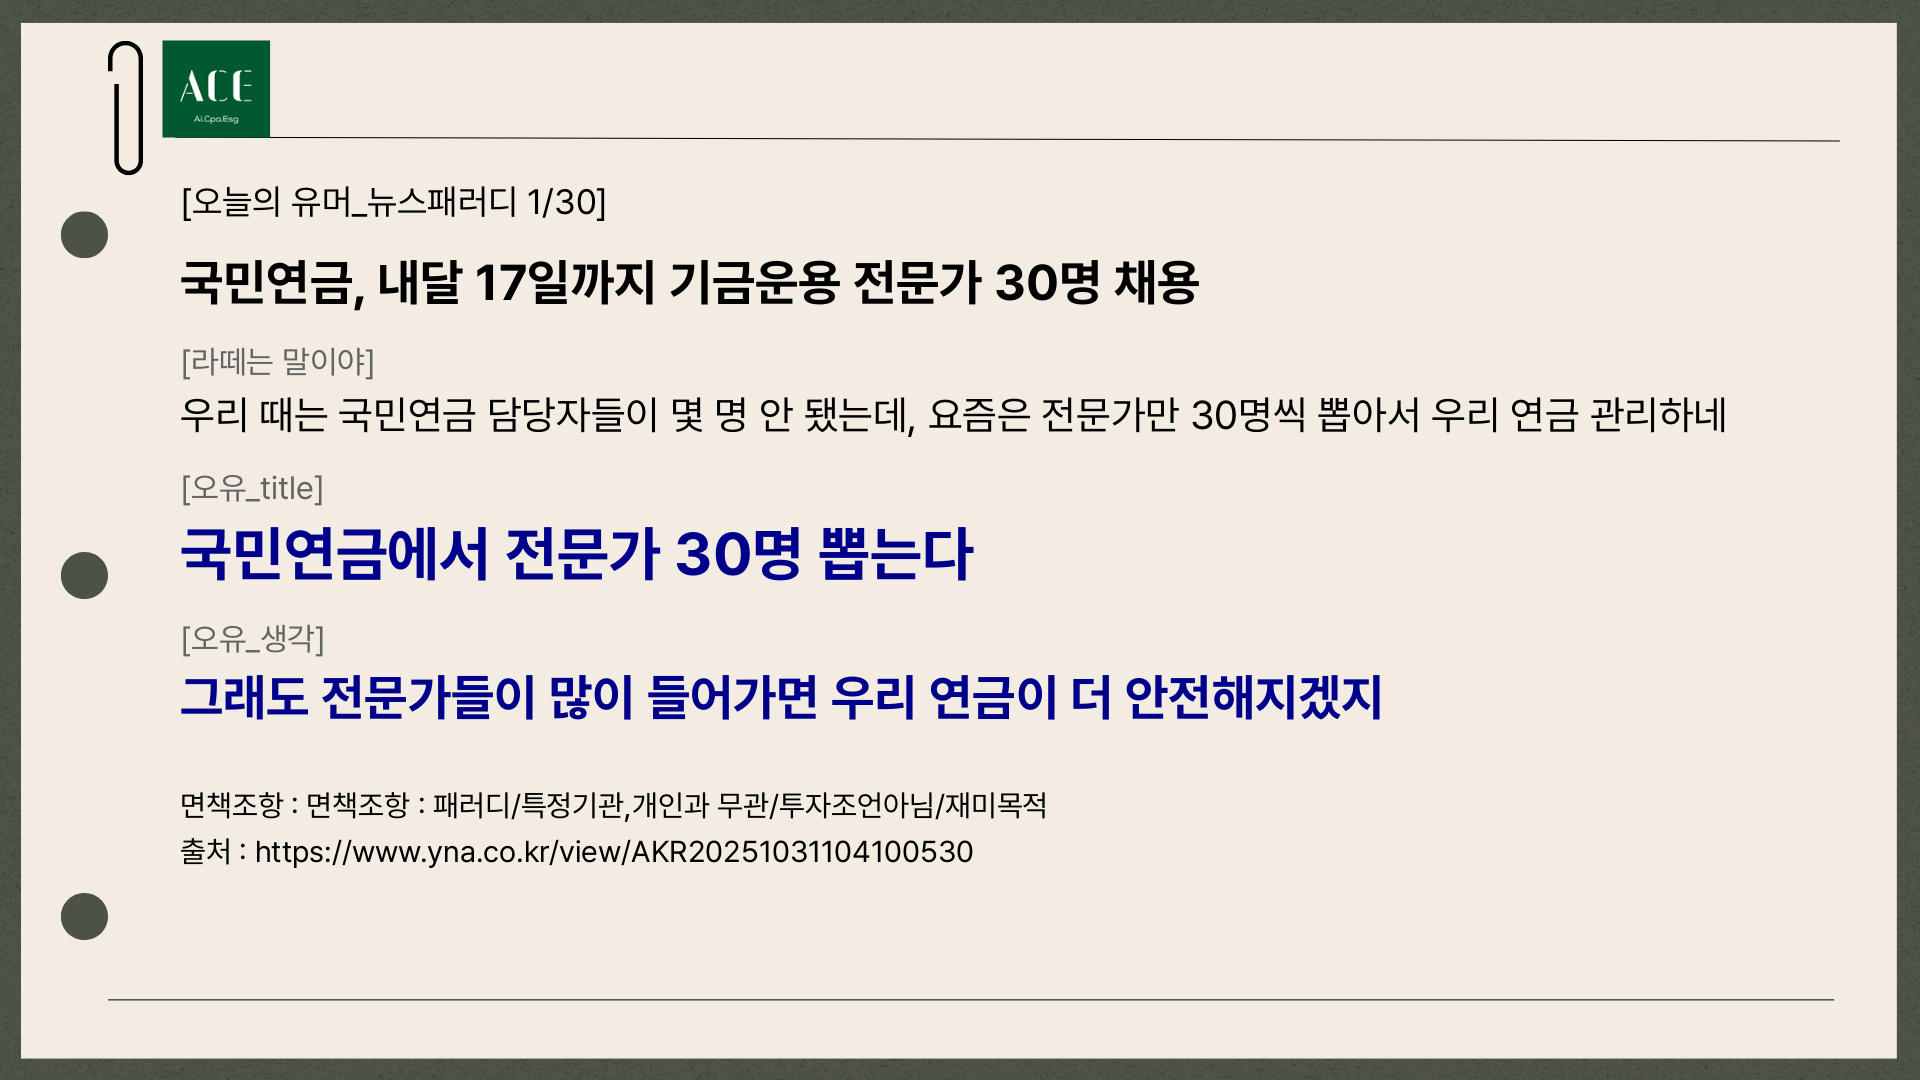 ACE
Ai.Cpa.Esg
[오늘의 유머_뉴스패러디 1/30]
국민연금, 내달 17일까지 기금운용 전문가 30명 채용
[라떼는 말이야]
우리 때는 국민연금 담당자들이 몇 명 안 됐는데, 요즘은 전문가만 30명씩 뽑아서 우리 연금 관리하네
[오유_title]
국민연금에서 전문가 30명 뽑는다
[오유_생각]
그래도 전문가들이 많이 들어가면 우리 연금이 더 안전해지겠지
면책조항 : 면책조항 : 패러디/특정기관,개인과 무관/투자조언아님/재미목적
출처 : https://www.yna.co.kr/view/AKR20251031104100530